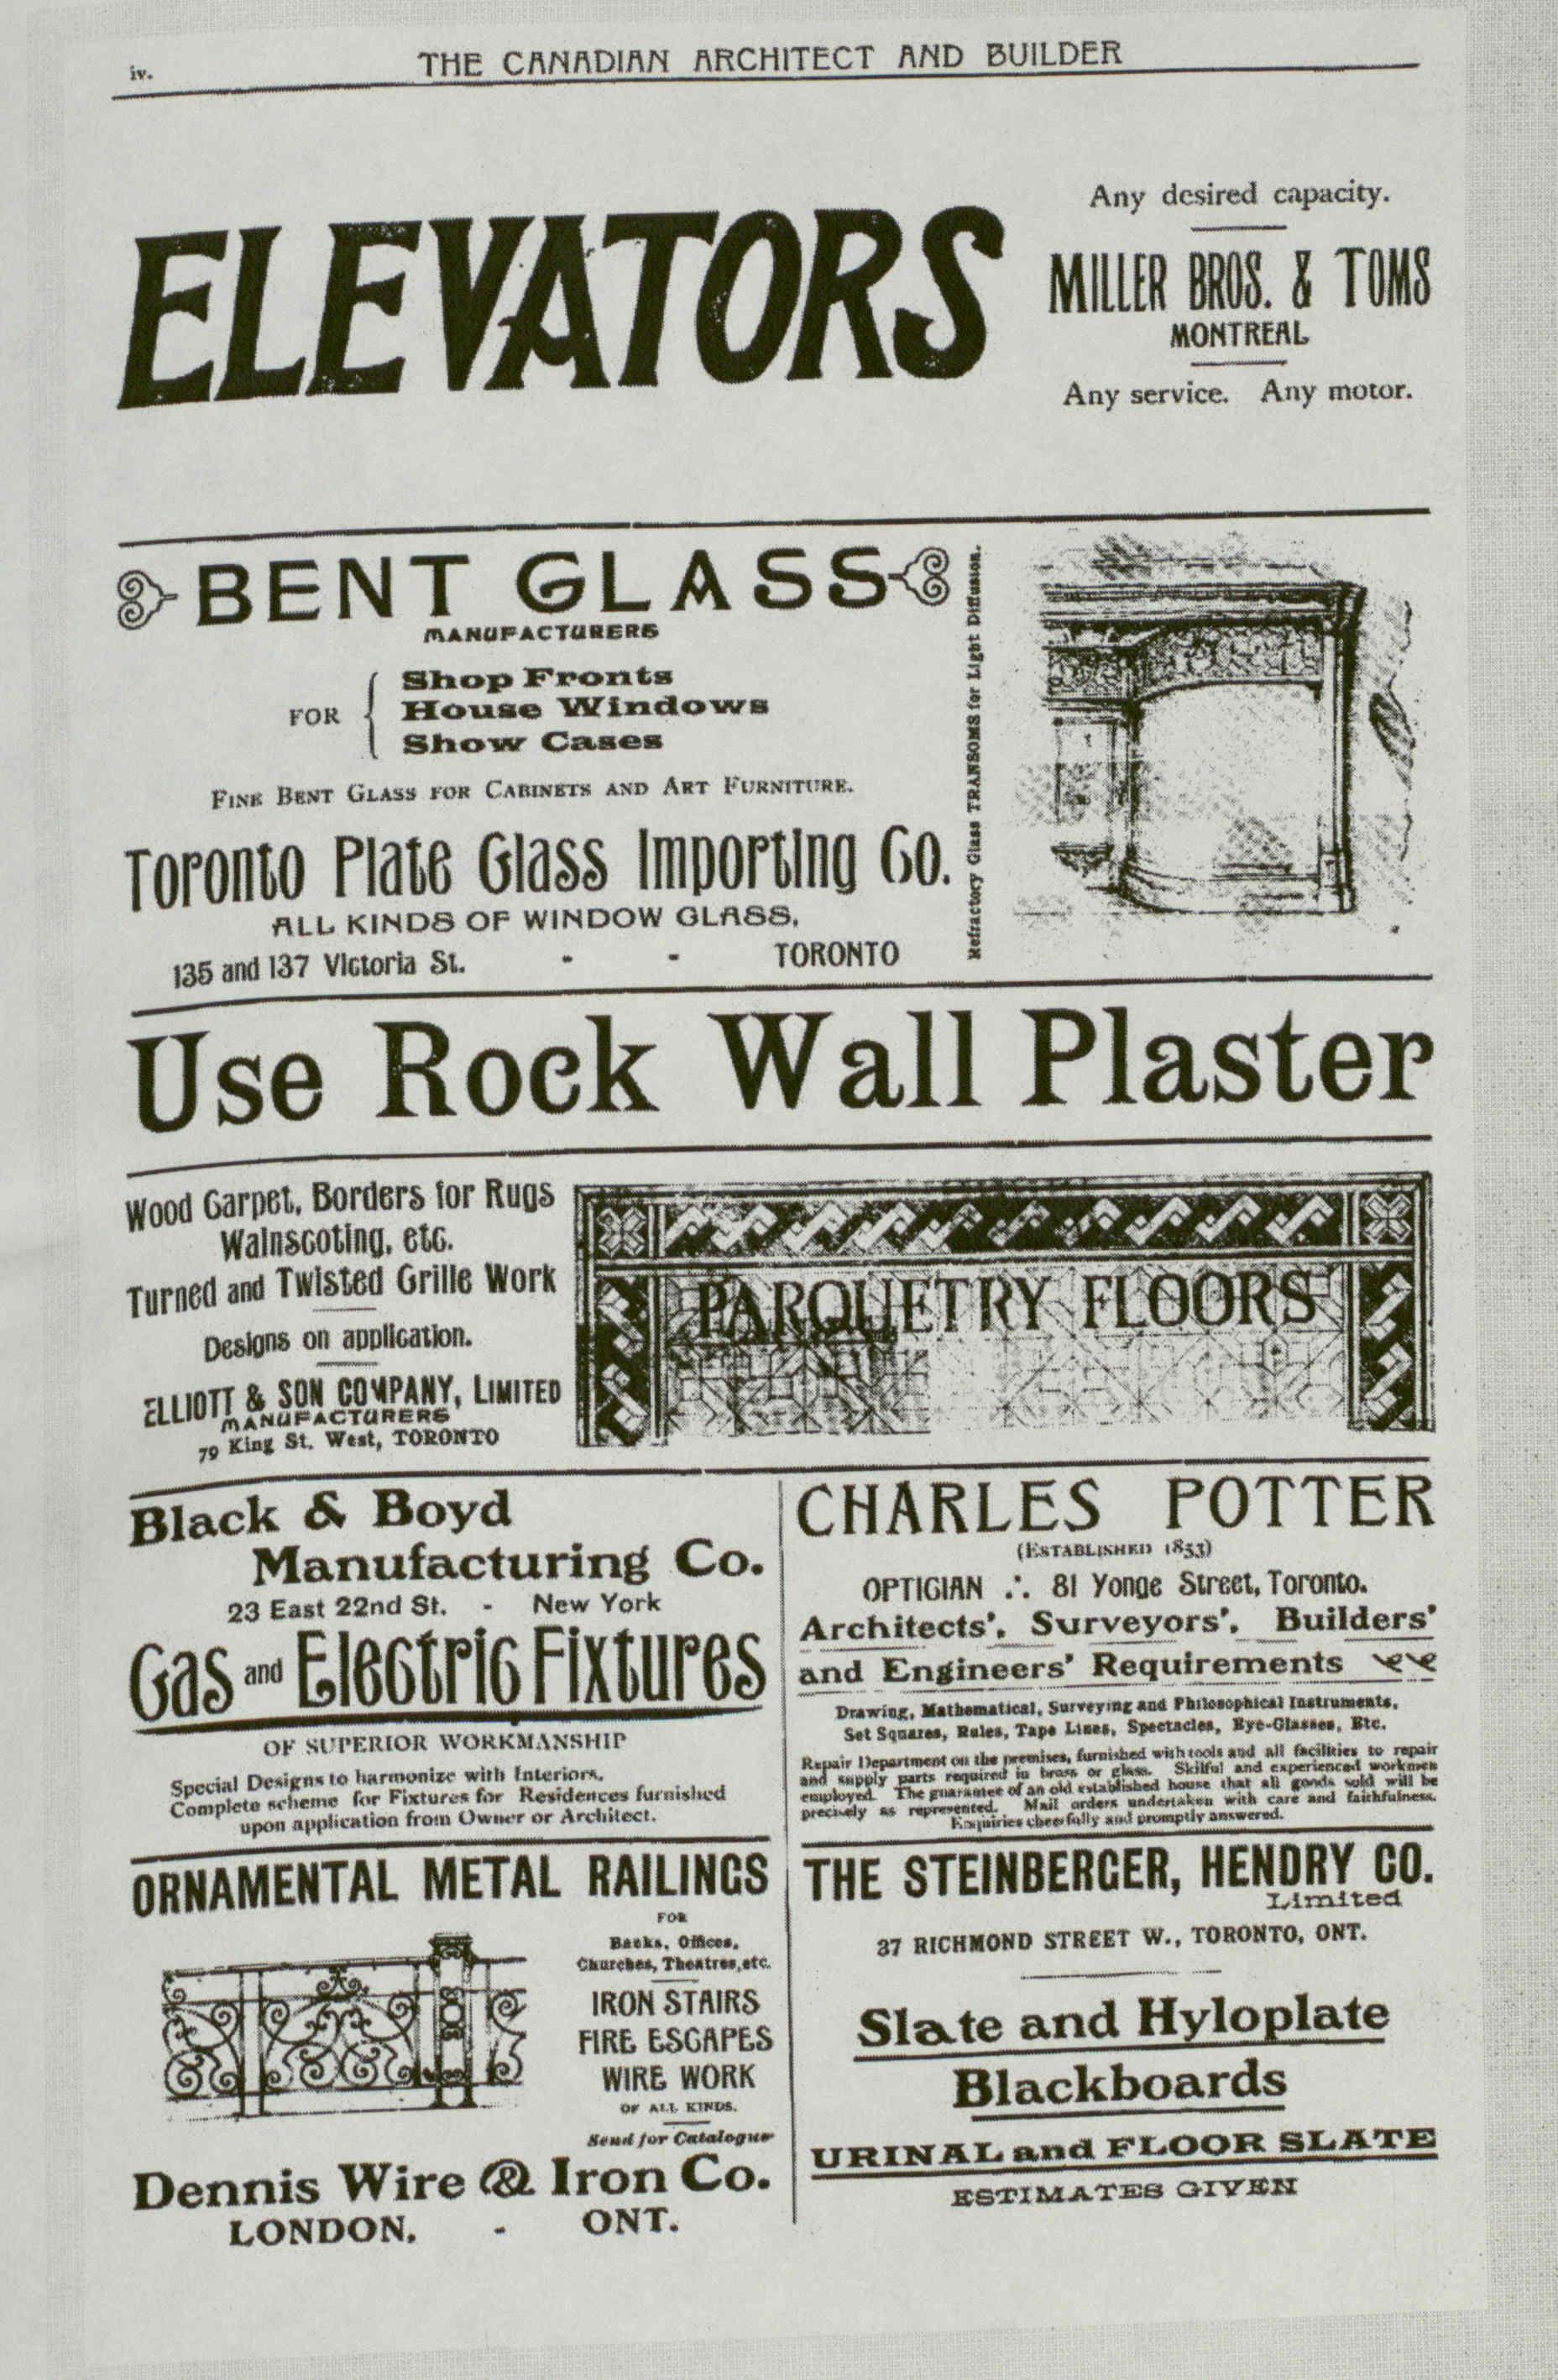 iv.
THE CANADIAN ARCHITECT AND BUILDER
ELEVATORS
Any desired capacity.
MILLER BROS. & TOMS
MONTREAL
Any service. Any motor.
BENT GLASS
MANUFACTURERS
FOR
Shop Fronts
House Windows
Show Cases
FINE BENT GLASS FOR CABINETS AND ART FURNITURE.
Toronto Plate Glass Importing Co.
ALL KINDS OF WINDOW GLASS,
135 and 137 Victoria St. - - TORONTO
Refractory Glass TRANSOMS for Light Diffusion.
Use Rock Wall Plaster
Wood Carpet, Borders for Rugs
Wainscoting, etc.
Turned and Twisted Grille Work
Designs on application.
ELLIOTT & SON COMPANY, LIMITED
MANUFACTURERS
79 King St. West, TORONTO
PARQUETRY FLOORS
Black & Boyd
Manufacturing Co.
23 East 22nd St. - New York
Gas and Electric Fixtures
OF SUPERIOR WORKMANSHIP
Special Designs to harmonize with Interiors.
Complete scheme for Fixtures for Residences furnished
upon application from Owner or Architect.
CHARLES POTTER
(ESTABLISHED 1853)
OPTICIAN ∴ 81 Yonge Street, Toronto.
Architects', Surveyors', Builders'
and Engineers' Requirements
Drawing, Mathematical, Surveying and Philosophical Instruments,
Set Squares, Rules, Tape Lines, Spectacles, Eye-Glasses, Etc.
Repair Department on the premises, furnished with tools and all facilities to repair
and supply parts required in brass or glass. Skilful and experienced workmen
employed. The guarantee of an old established house that all goods sold will be
precisely as represented. Mail orders undertaken with care and faithfulness.
Enquiries cheerfully and promptly answered.
ORNAMENTAL METAL RAILINGS
FOR
Banks, Offices,
Churches, Theatres, etc.
IRON STAIRS
FIRE ESCAPES
WIRE WORK
OF ALL KINDS.
Send for Catalogue
Dennis Wire & Iron Co.
LONDON, - ONT.
THE STEINBERGER, HENDRY CO.
Limited
37 RICHMOND STREET W., TORONTO, ONT.
Slate and Hyloplate
Blackboards
URINAL and FLOOR SLATE
ESTIMATES GIVEN